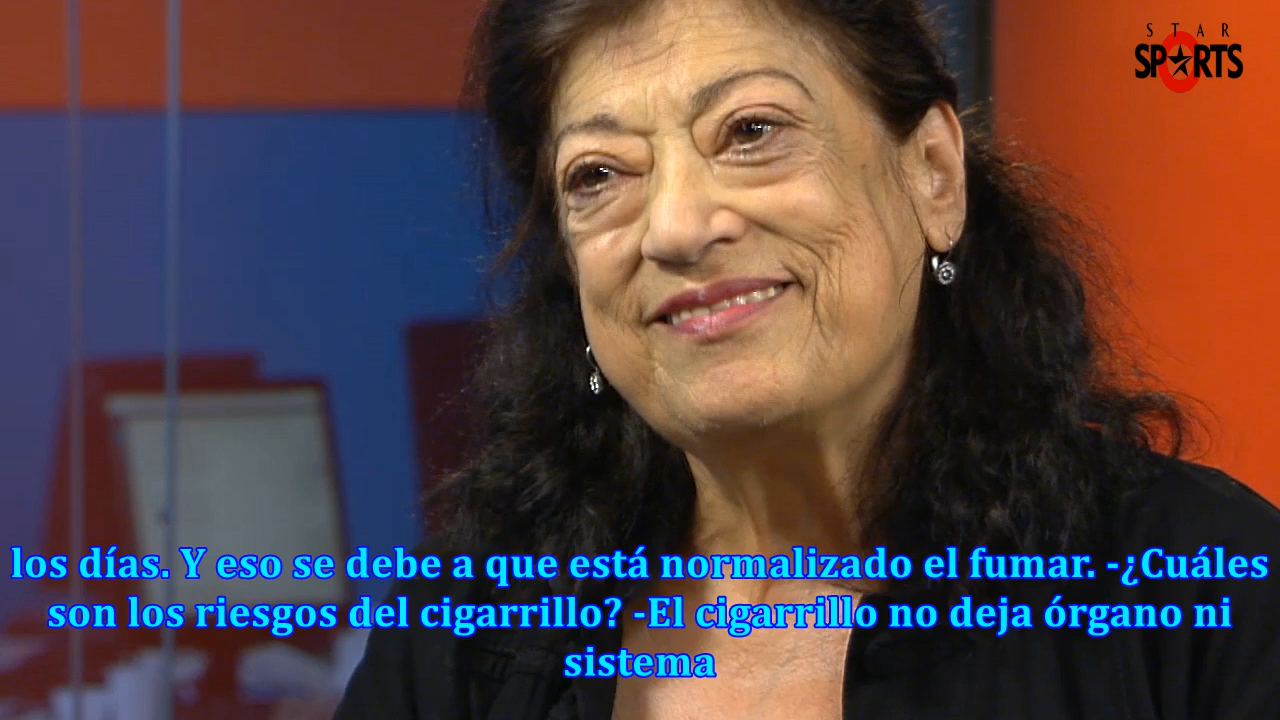 STAR
SPORTS
los días. Y eso se debe a que está normalizado el fumar. -¿Cuáles
son los riesgos del cigarrillo? -El cigarrillo no deja órgano ni
sistema